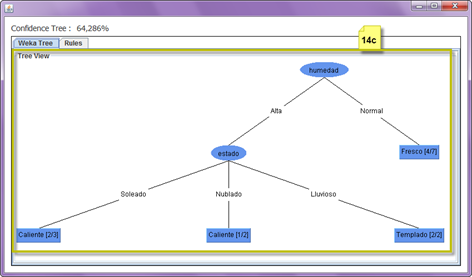 Confidence Tree : 64,286%
14c
Weka Tree Rules
Tree View
humedad
Alta Normal
estado Fresco [4/7]
Soleado Nublado Lluvioso
Caliente [2/3] Caliente [1/2] Templado [2/2]